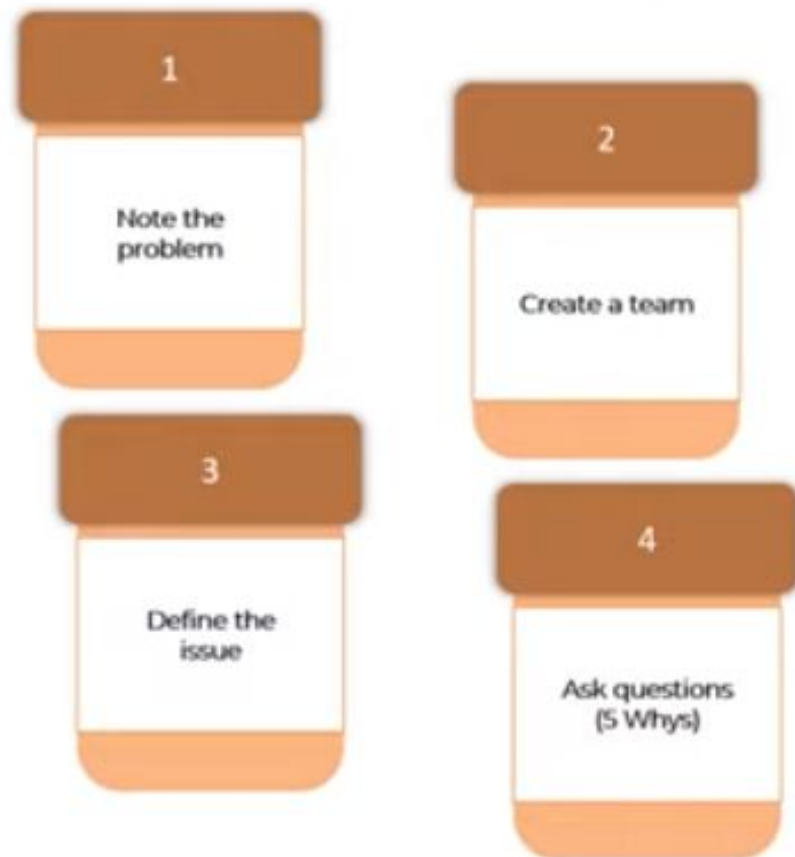 1
Note the
problem
2
Create a team
3
Define the
issue
4
Ask questions
(5 Whys)